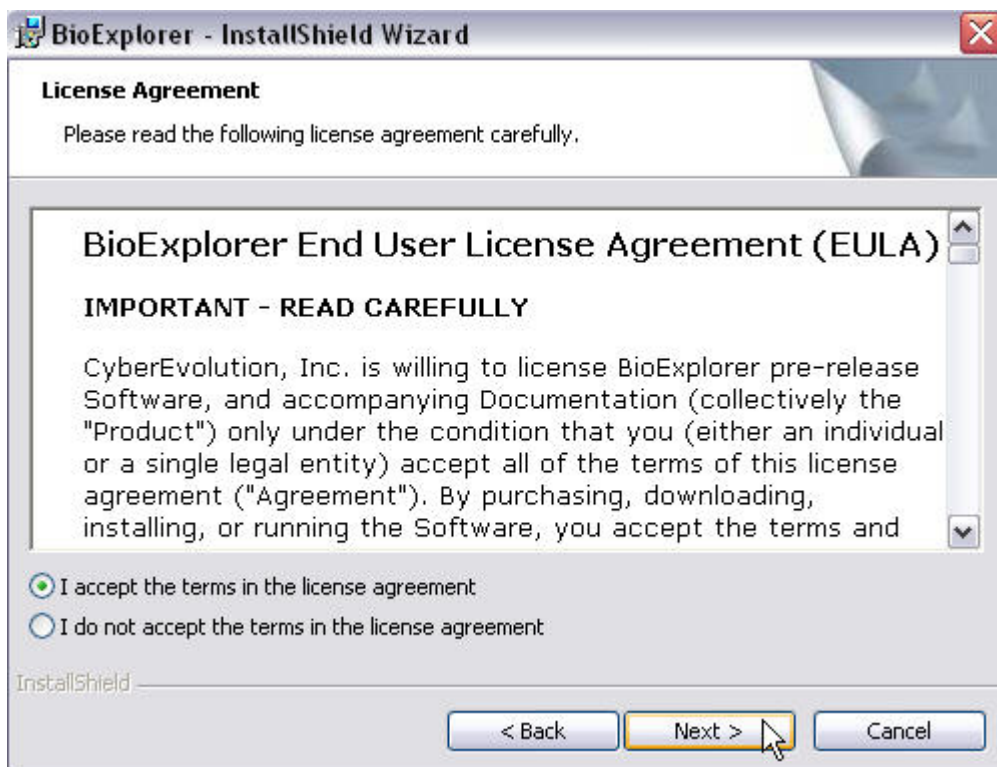 BioExplorer - InstallShield Wizard
License Agreement
Please read the following license agreement carefully.
BioExplorer End User License Agreement (EULA)
IMPORTANT - READ CAREFULLY
CyberEvolution, Inc. is willing to license BioExplorer pre-release
Software, and accompanying Documentation (collectively the
"Product") only under the condition that you (either an individual
or a single legal entity) accept all of the terms of this license
agreement ("Agreement"). By purchasing, downloading,
installing, or running the Software, you accept the terms and
I accept the terms in the license agreement
I do not accept the terms in the license agreement
InstallShield
< Back Next > Cancel